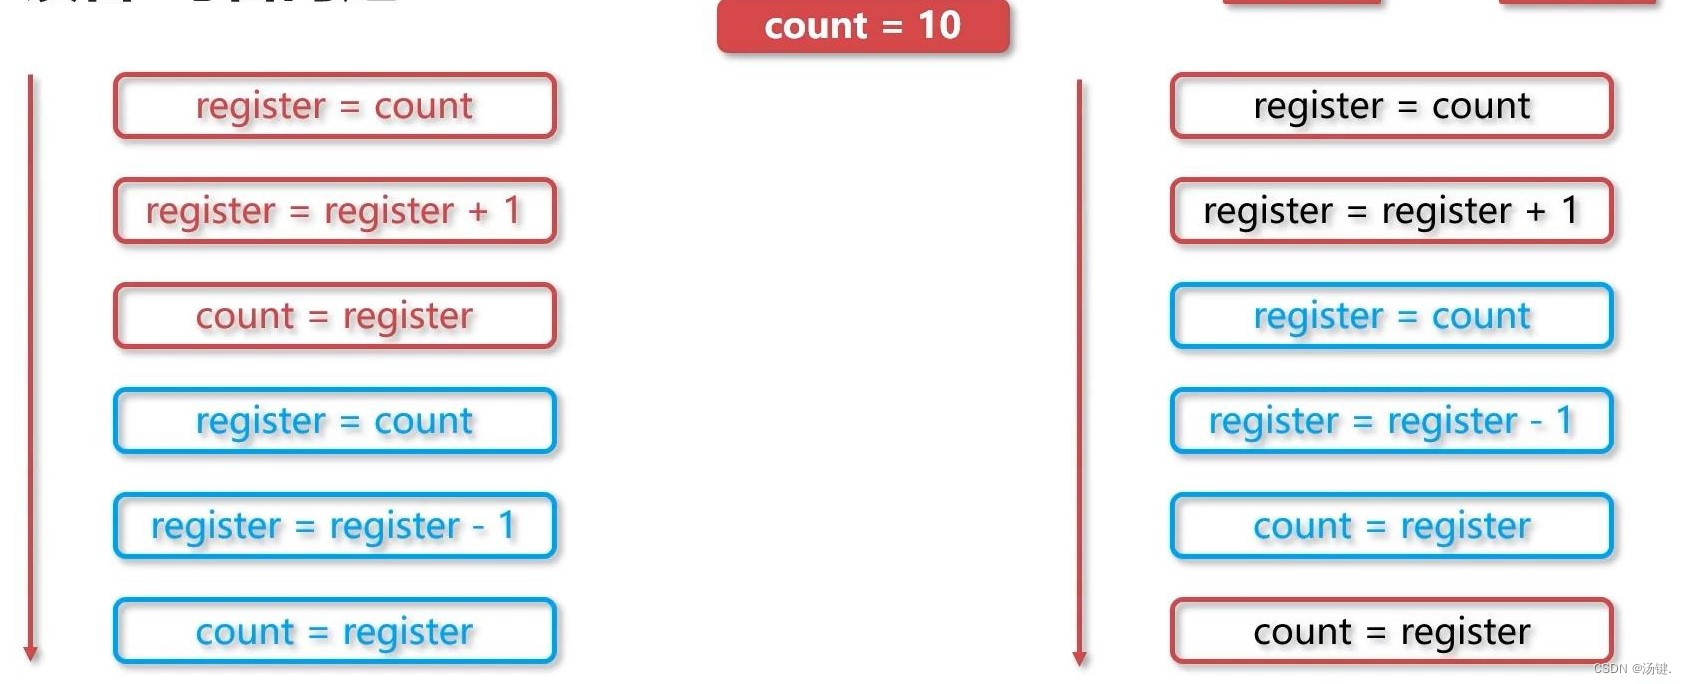 count = 10
register = count
register = register + 1
count = register
register = count
register = register - 1
count = register
register = count
register = register + 1
register = count
register = register - 1
count = register
count = register
CSDN @汤键.